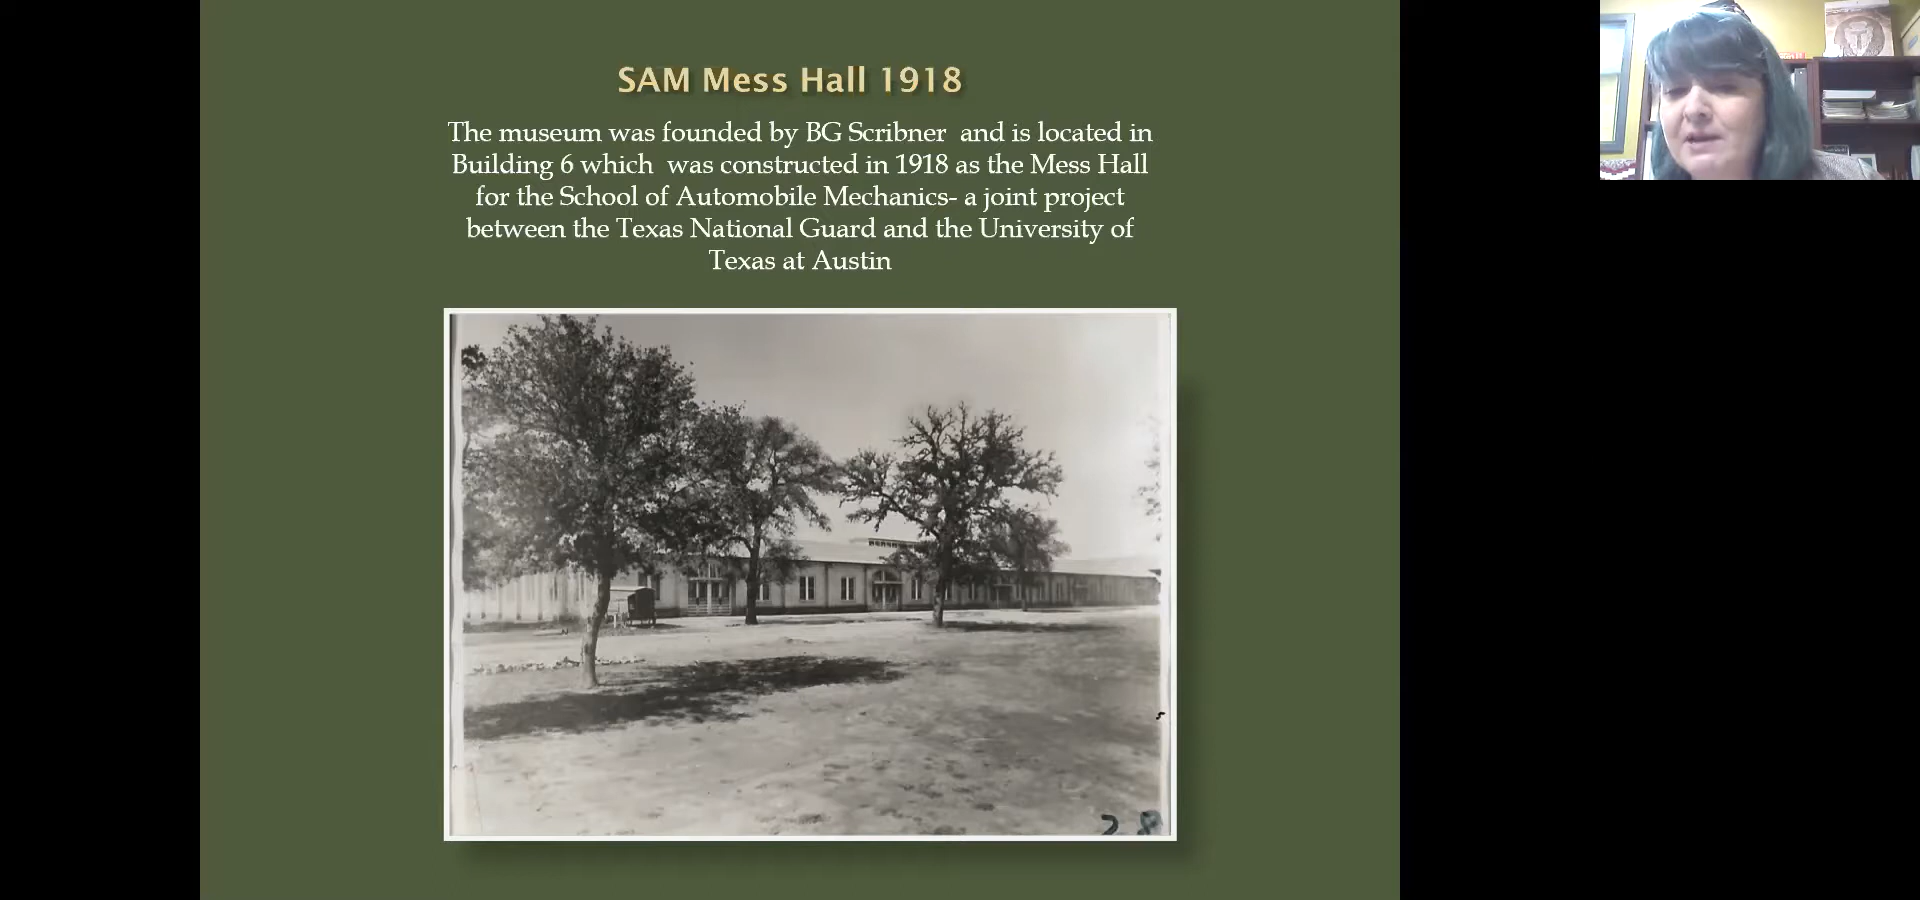 SAM Mess Hall 1918
The museum was founded by BG Scribner  and is located in
Building 6 which  was constructed in 1918 as the Mess Hall
for the School of Automobile Mechanics- a joint project
between the Texas National Guard and the University of
Texas at Austin
28